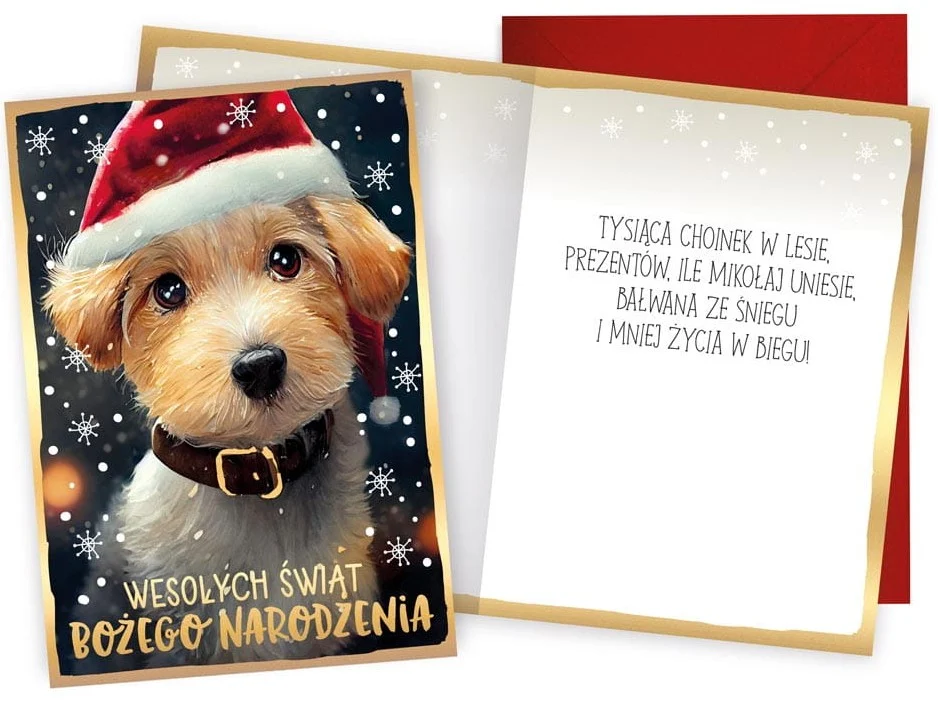 WESOŁYCH ŚWIĄT
BOŻEGO NARODZENIA
TYSIĄCA CHOINEK W LESIE,
PREZENTÓW, ILE MIKOŁAJ UNIESIE,
BAŁWANA ZE ŚNIEGU
I MNIEJ ŻYCIA W BIEGU!